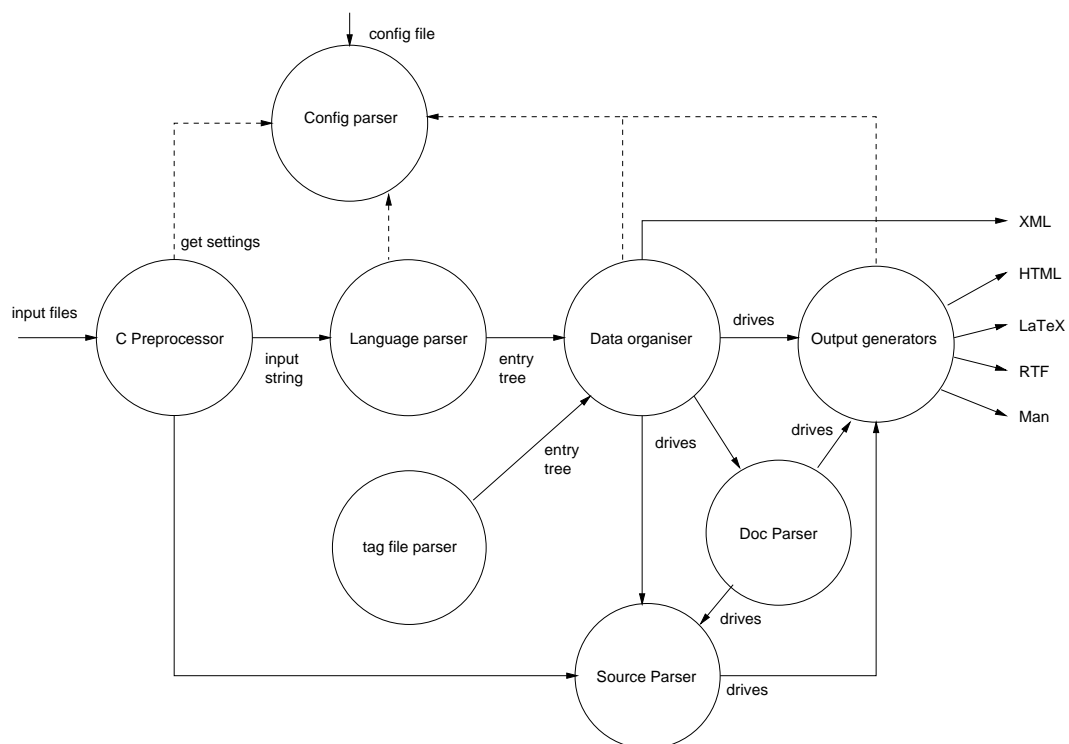 config file
Config parser
get settings
XML
HTML
input files
drives
LaTeX
C Preprocessor
Language parser
Data organiser
Output generators
input
string
entry
tree
RTF
Man
drives
drives
entry
tree
Doc Parser
tag file parser
drives
Source Parser
drives